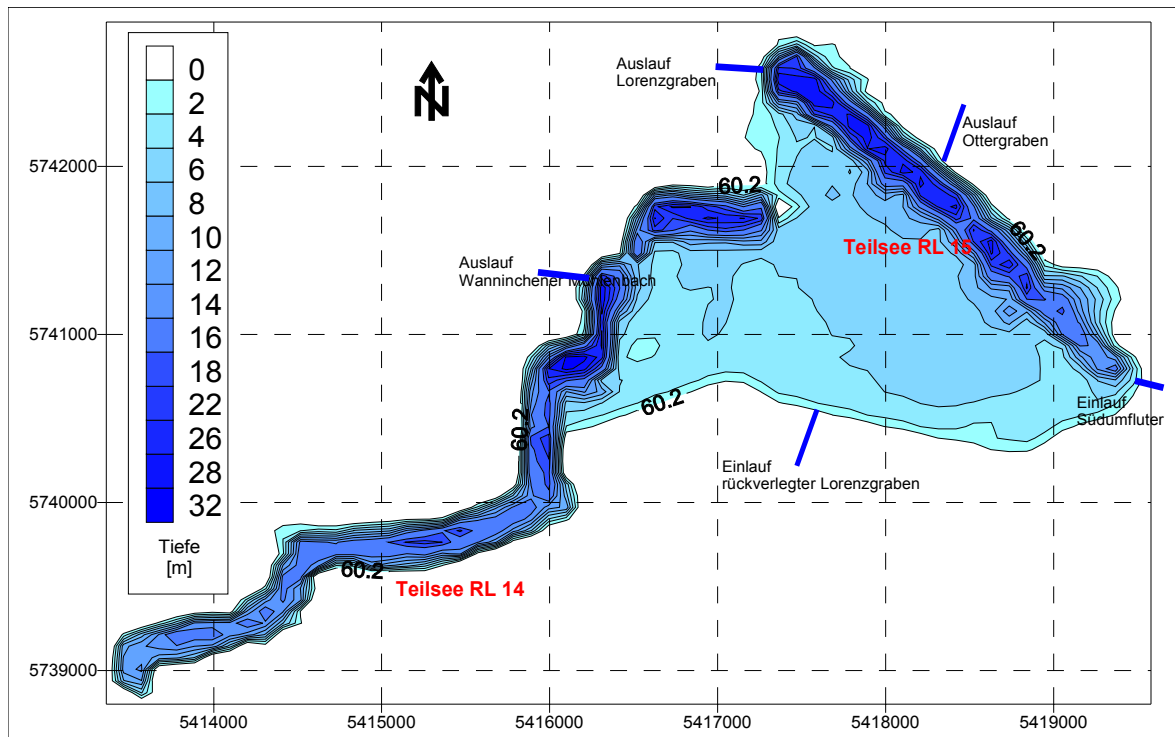 0
2
4
6
8
10
12
14
16
18
22
26
28
32
Tiefe
[m]
N
Auslauf
Lorenzgraben
Auslauf
Ottergraben
60.2
60.2
Teilsee RL 15
Auslauf
Wanninchener Mühlenbach
60.2
60.2
Einlauf
Südumfluter
Einlauf
rückverlegter Lorenzgraben
60.2
Teilsee RL 14
5742000
5741000
5740000
5739000
5414000
5415000
5416000
5417000
5418000
5419000